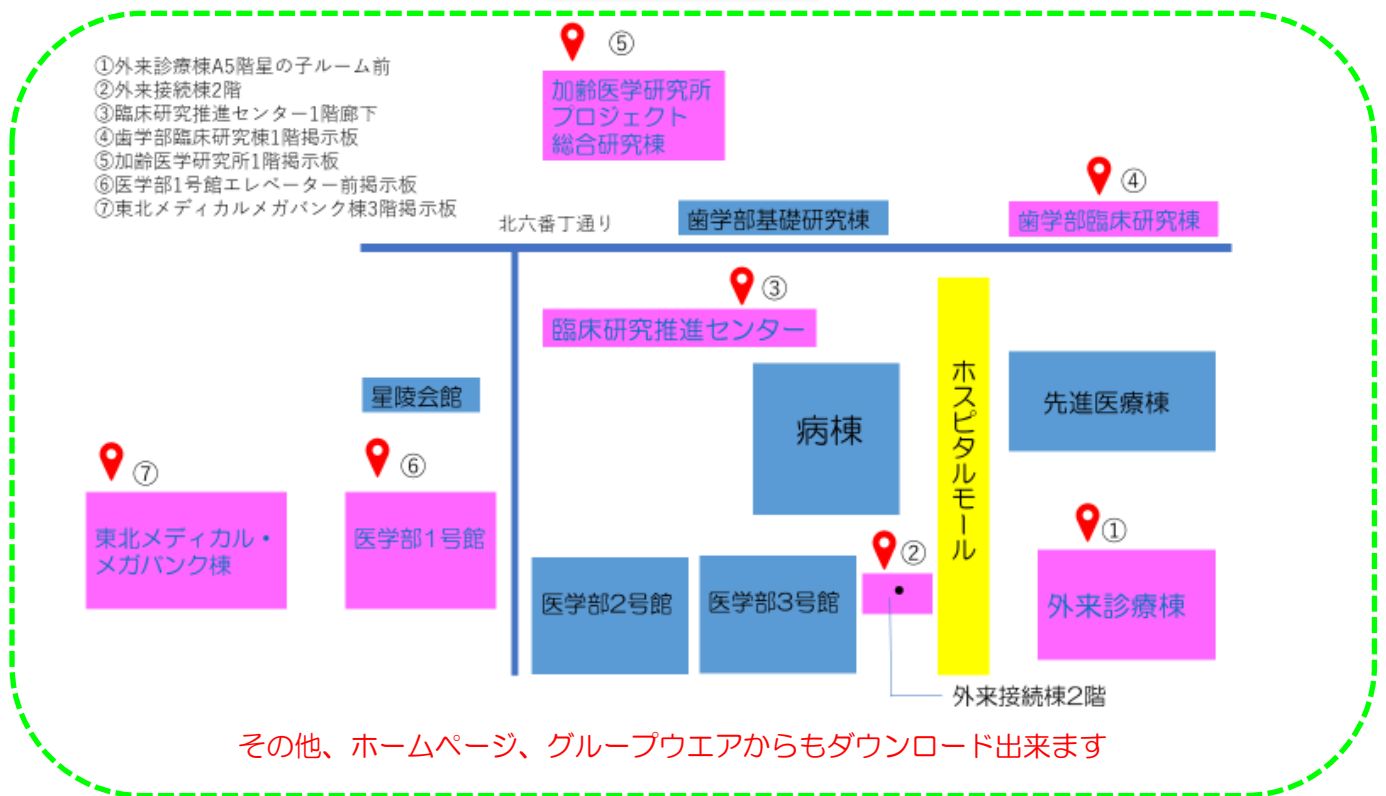 ①外来診療棟A5階星の子ルーム前
②外来接続棟2階
③臨床研究推進センター1階廊下
④歯学部臨床研究棟1階掲示板
⑤加齢医学研究所1階掲示板
⑥医学部1号館エレベーター前掲示板
⑦東北メディカルメガバンク棟3階掲示板
⑤
加齢医学研究所
プロジェクト
総合研究棟
④
北六番丁通り
歯学部基礎研究棟
歯学部臨床研究棟
③
臨床研究推進センター
星陵会館
病棟
ホスピタルモール
先進医療棟
⑦
東北メディカル・
メガバンク棟
⑥
医学部1号館
医学部2号館
医学部3号館
②
①
外来診療棟
外来接続棟2階
その他、ホームページ、グループウエアからもダウンロード出来ます